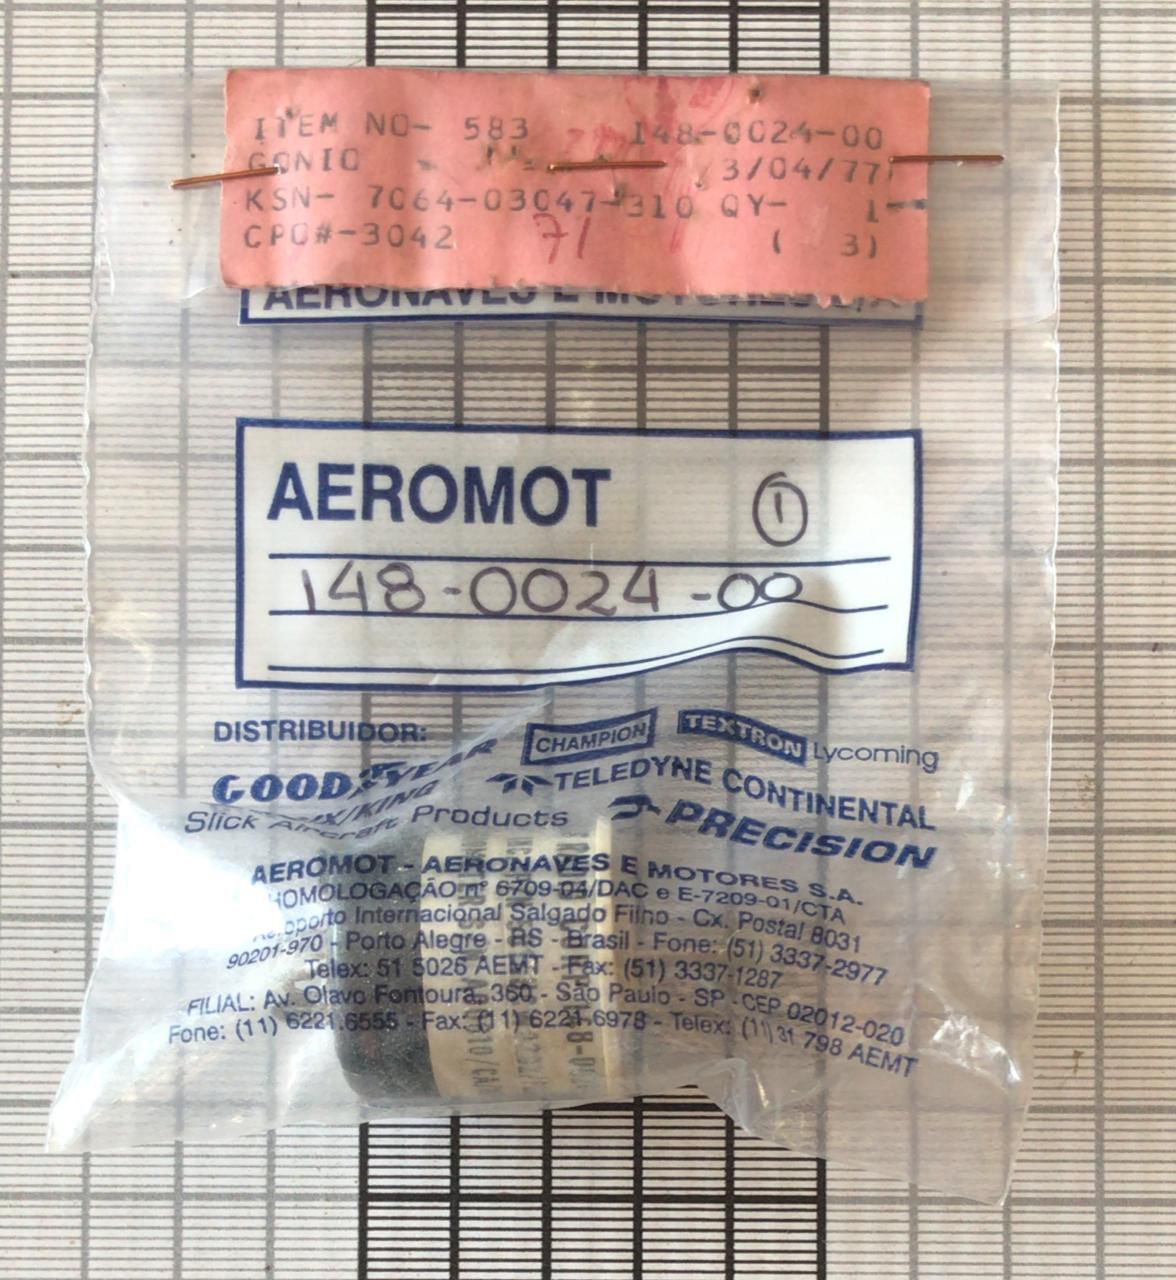 ITEM NO- 583 148-0024-00
GONIO 3/04/77
KSN- 7064-03047-310 QY- 1
CPO#-3042 71 ( 3)
AERONAVES E MOTORES S/A
AEROMOT 1
148-0024-00
DISTRIBUIDOR:
CHAMPION TEXTRON Lycoming
GOODYEAR TELEDYNE CONTINENTAL
Slick Aircraft Products PRECISION
AEROMOT - AERONAVES E MOTORES S.A.
HOMOLOGAÇÃO nº 6709-04/DAC e E-7209-01/CTA
Aeroporto Internacional Salgado Filho - Cx. Postal 8031
90201-970 - Porto Alegre - RS - Brasil - Fone: (51) 3337-2977
Telex: 51 5026 AEMT - Fax: (51) 3337-1287
FILIAL: Av. Olavo Fontoura, 360 - São Paulo - SP - CEP 02012-020
Fone: (11) 6221.6555 - Fax: (11) 6221-6978 - Telex: (11) 31 798 AEMT